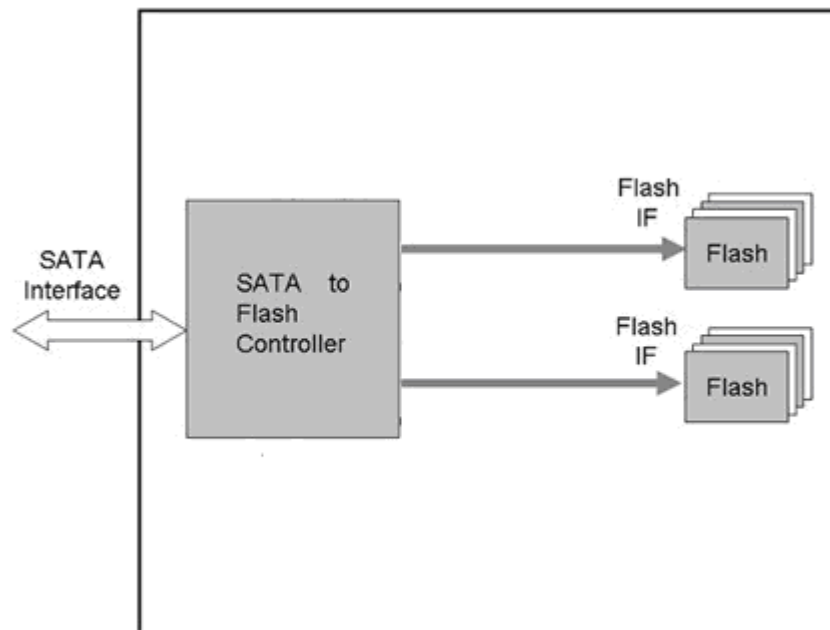 SATA
Interface
SATA to
Flash
Controller
Flash
IF
Flash
Flash
IF
Flash